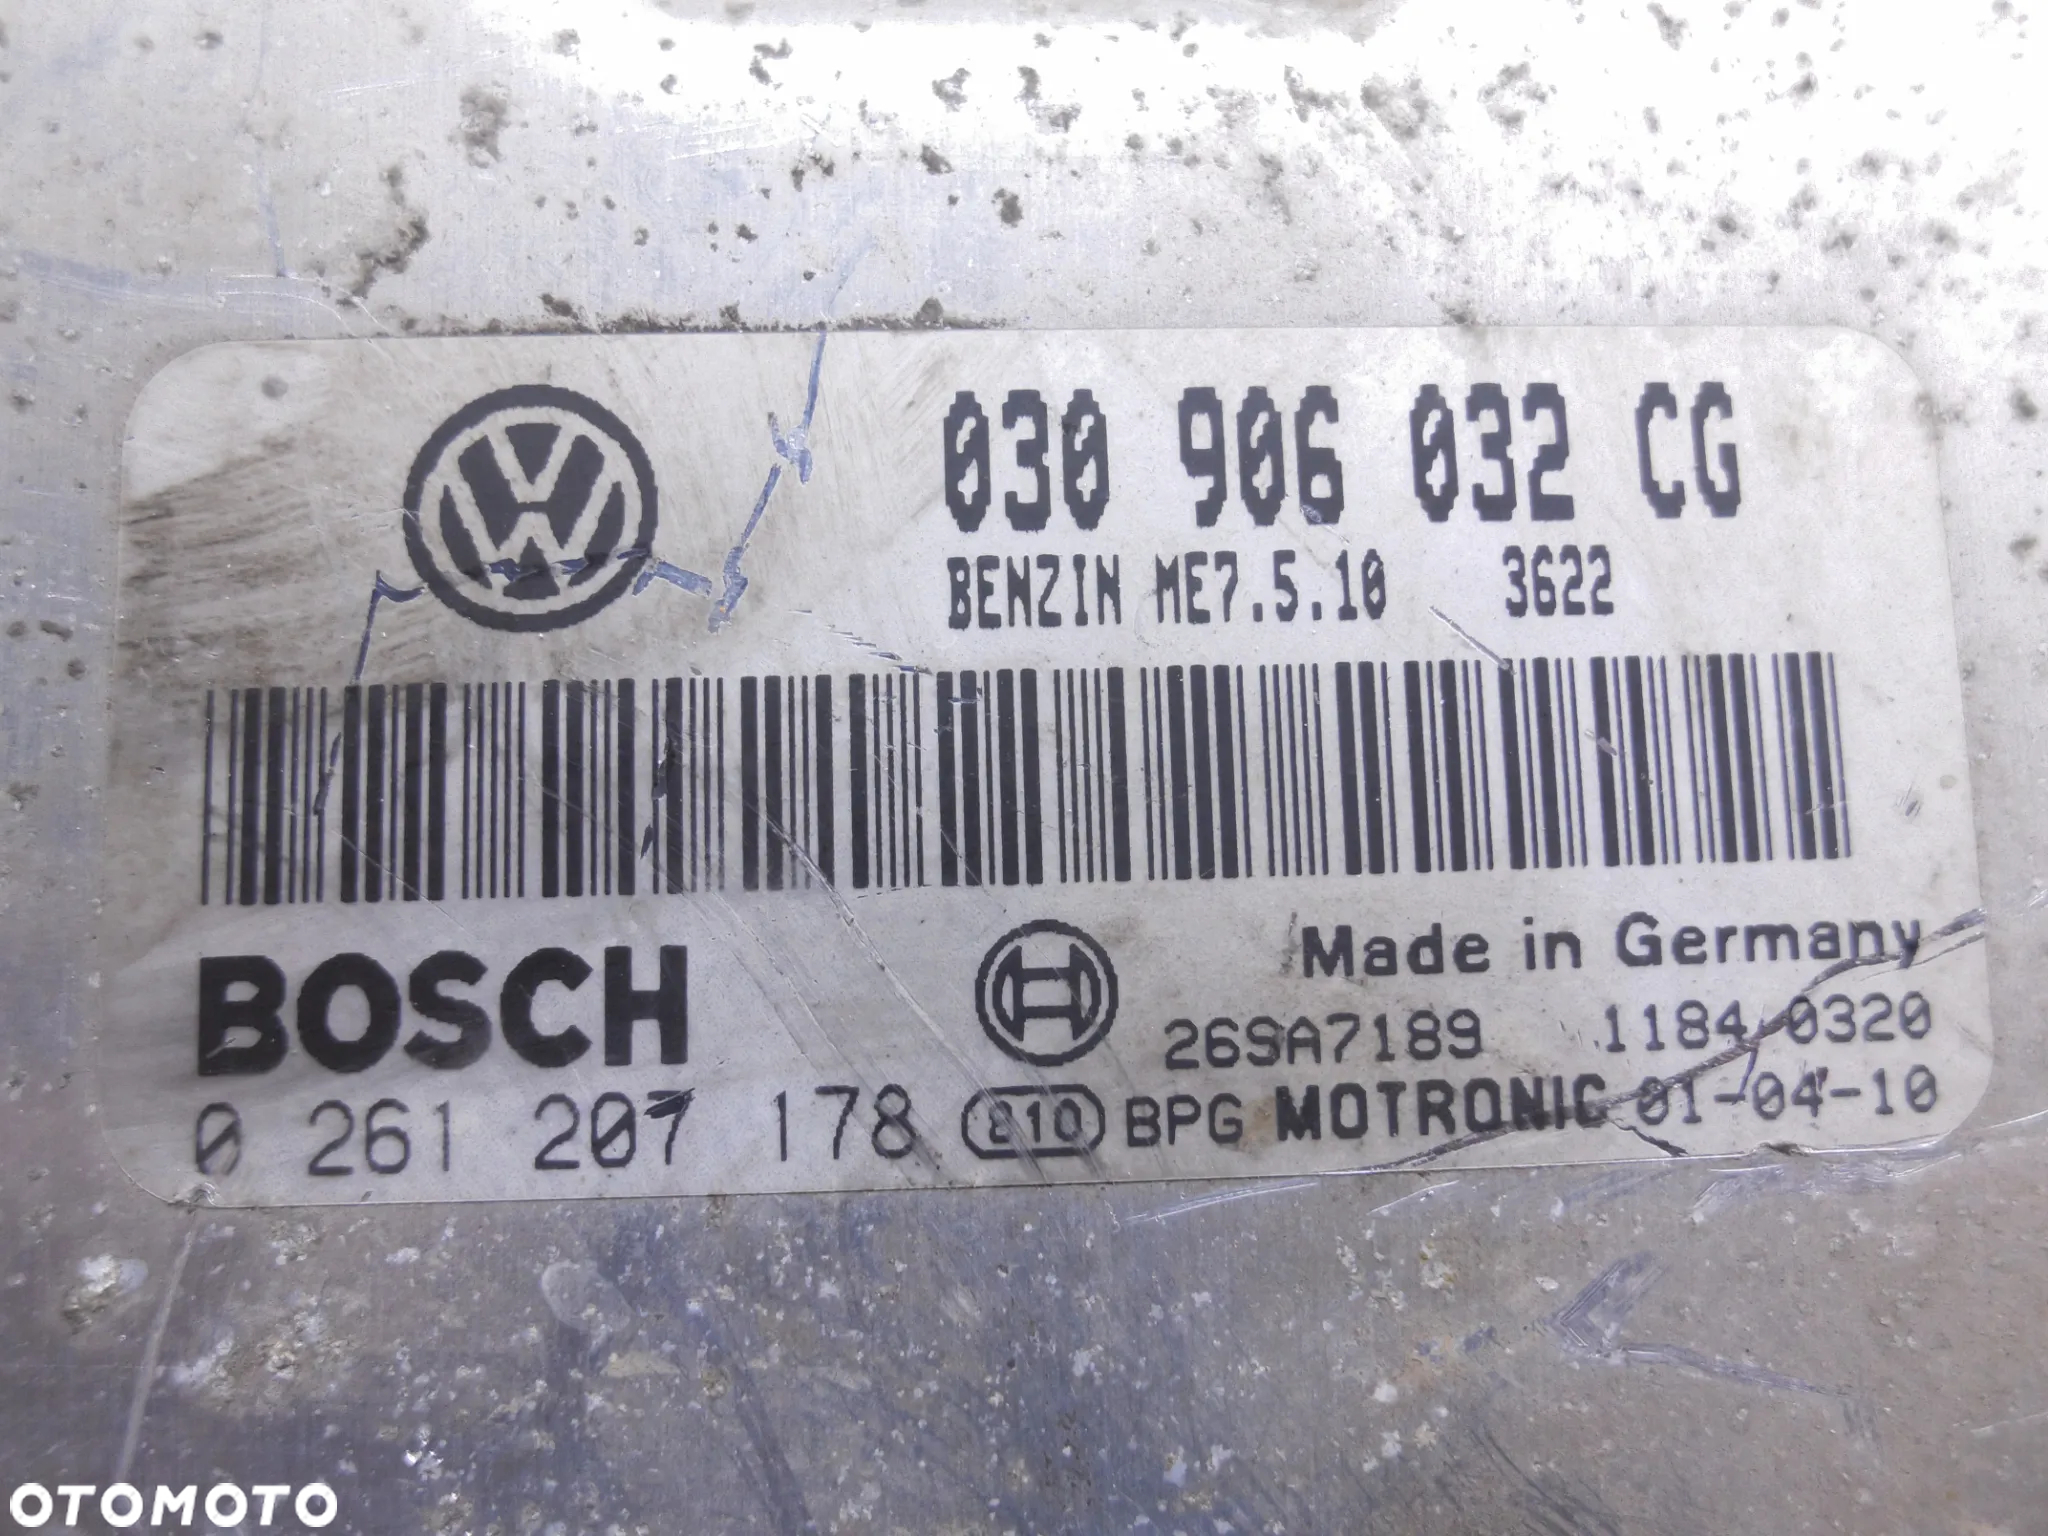 030 906 032 CG
BENZIN ME7.5.10 3622
Made in Germany
BOSCH
26SA7189 1184 0320
0 261 207 178 e10 BPG MOTRONIC 01-04-10
OTOMOTO